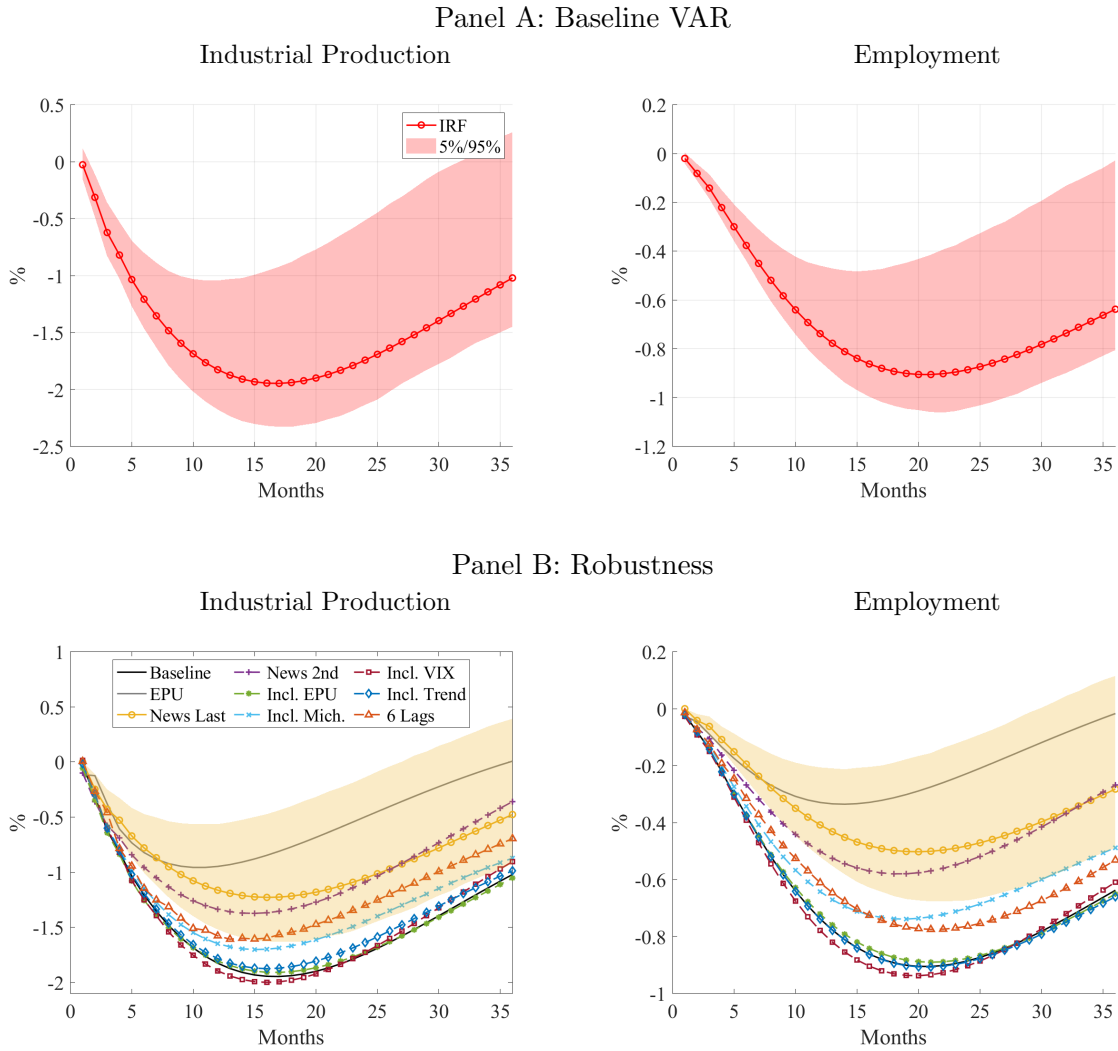 Panel A: Baseline VAR
Industrial Production
Employment
0.5
0
-0.5
-1
-1.5
-2
-2.5
%
IRF
5%/95%
0 5 10 15 20 25 30 35
Months
0.2
0
-0.2
-0.4
-0.6
-0.8
-1
-1.2
%
0 5 10 15 20 25 30 35
Months
Panel B: Robustness
Industrial Production
Employment
1
0.5
0
-0.5
-1
-1.5
-2
%
Baseline News 2nd Incl. VIX
EPU Incl. EPU Incl. Trend
News Last Incl. Mich. 6 Lags
0 5 10 15 20 25 30 35
Months
0.2
0
-0.2
-0.4
-0.6
-0.8
-1
%
0 5 10 15 20 25 30 35
Months